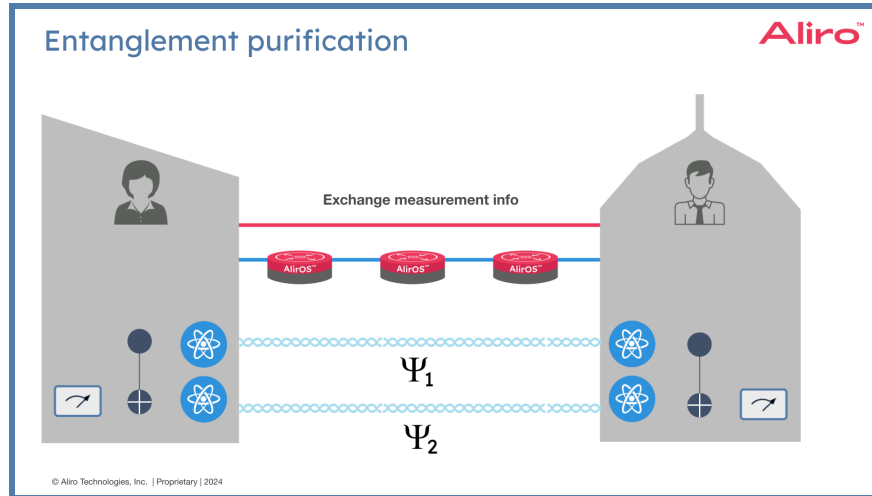 Entanglement purification
Aliro™
Exchange measurement info
AlirOS™ AlirOS™ AlirOS™
Ψ1
Ψ2
© Aliro Technologies, Inc. | Proprietary | 2024